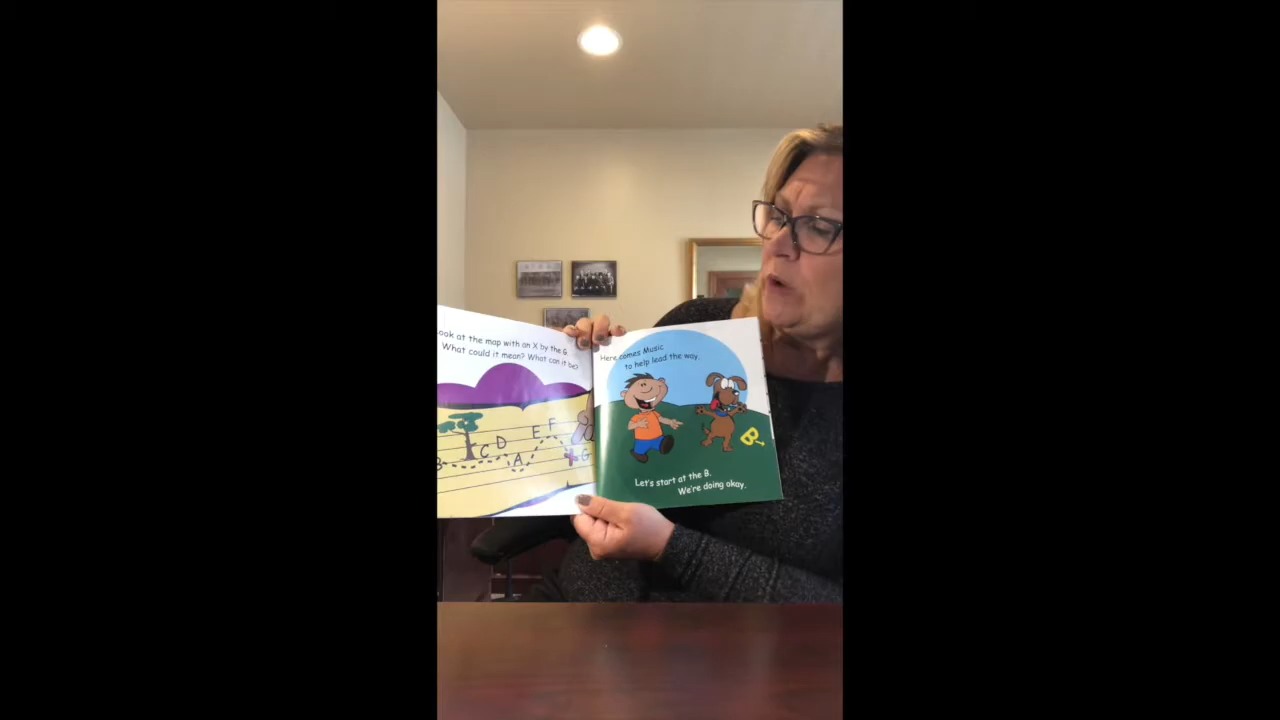 ook at the map with an X by the G.
What could it mean? What can it be?
B C D A E F G
Here comes Music
to help lead the way.
B
Let's start at the B.
We're doing okay.